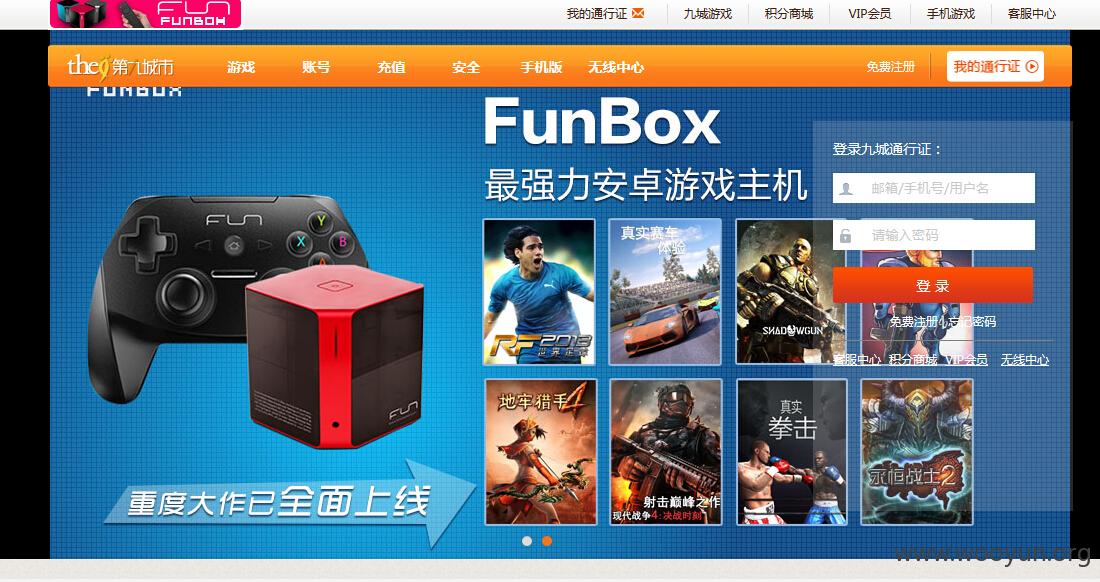 FUN
FUNBOX
我的通行证 九城游戏 积分商城 VIP会员 手机游戏 客服中心
the9 第九城市 游戏 账号 充值 安全 手机版 无线中心 免费注册 我的通行证
FUNBOX
FunBox
最强力安卓游戏主机
登录九城通行证：
邮箱/手机号/用户名
请输入密码
登 录
免费注册 | 忘记密码
客服中心 积分商城 VIP会员 无线中心
FUN
Y
X B
A
FUN
RF2013
真实赛车
体验
SHADOWGUN
地牢猎手4
射击巅峰之作
现代战争4:决战时刻
真实
拳击
永恒战士2
重度大作已全面上线
www.wooyun.org